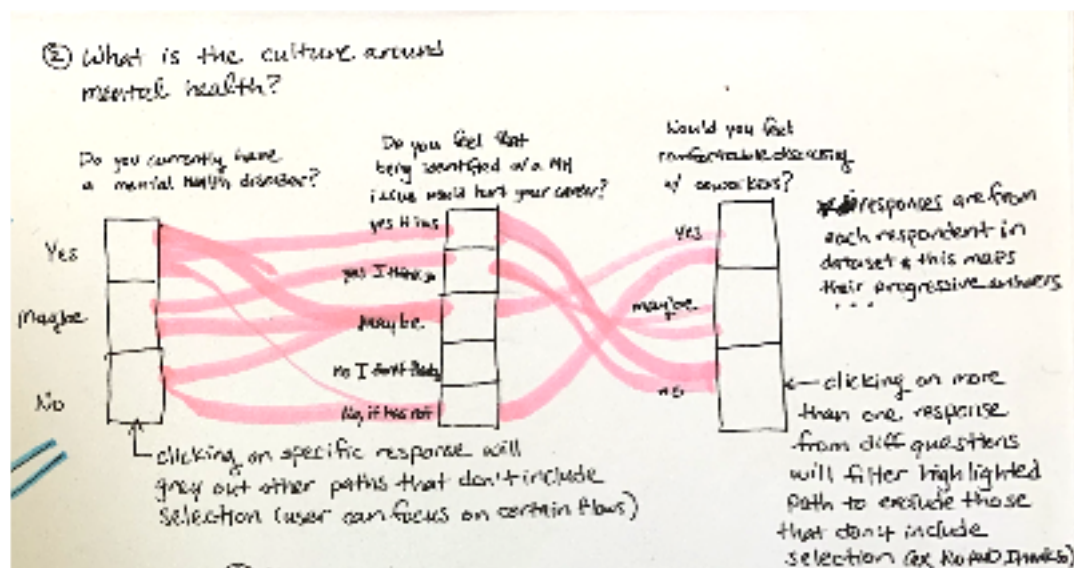 ② What is the culture around
mental health?
Do you currently have
a mental health disorder?
Do you feel that
being identified w/a MH
issue would hurt your career?
Would you feel
comfortable discussing
w/ coworkers?
Yes
Maybe
No
yes it has
yes I think so
Maybe
no I don't think
No, it has not
yes
maybe
no
responses are from
each respondent in
dataset & this maps
their progressive answers
...
clicking on specific response will
grey out other paths that don't include
selection (user can focus on certain flows)
clicking on more
than one response
from diff questions
will filter highlighted
path to exclude those
that don't include
selection (ex No AND I think so)